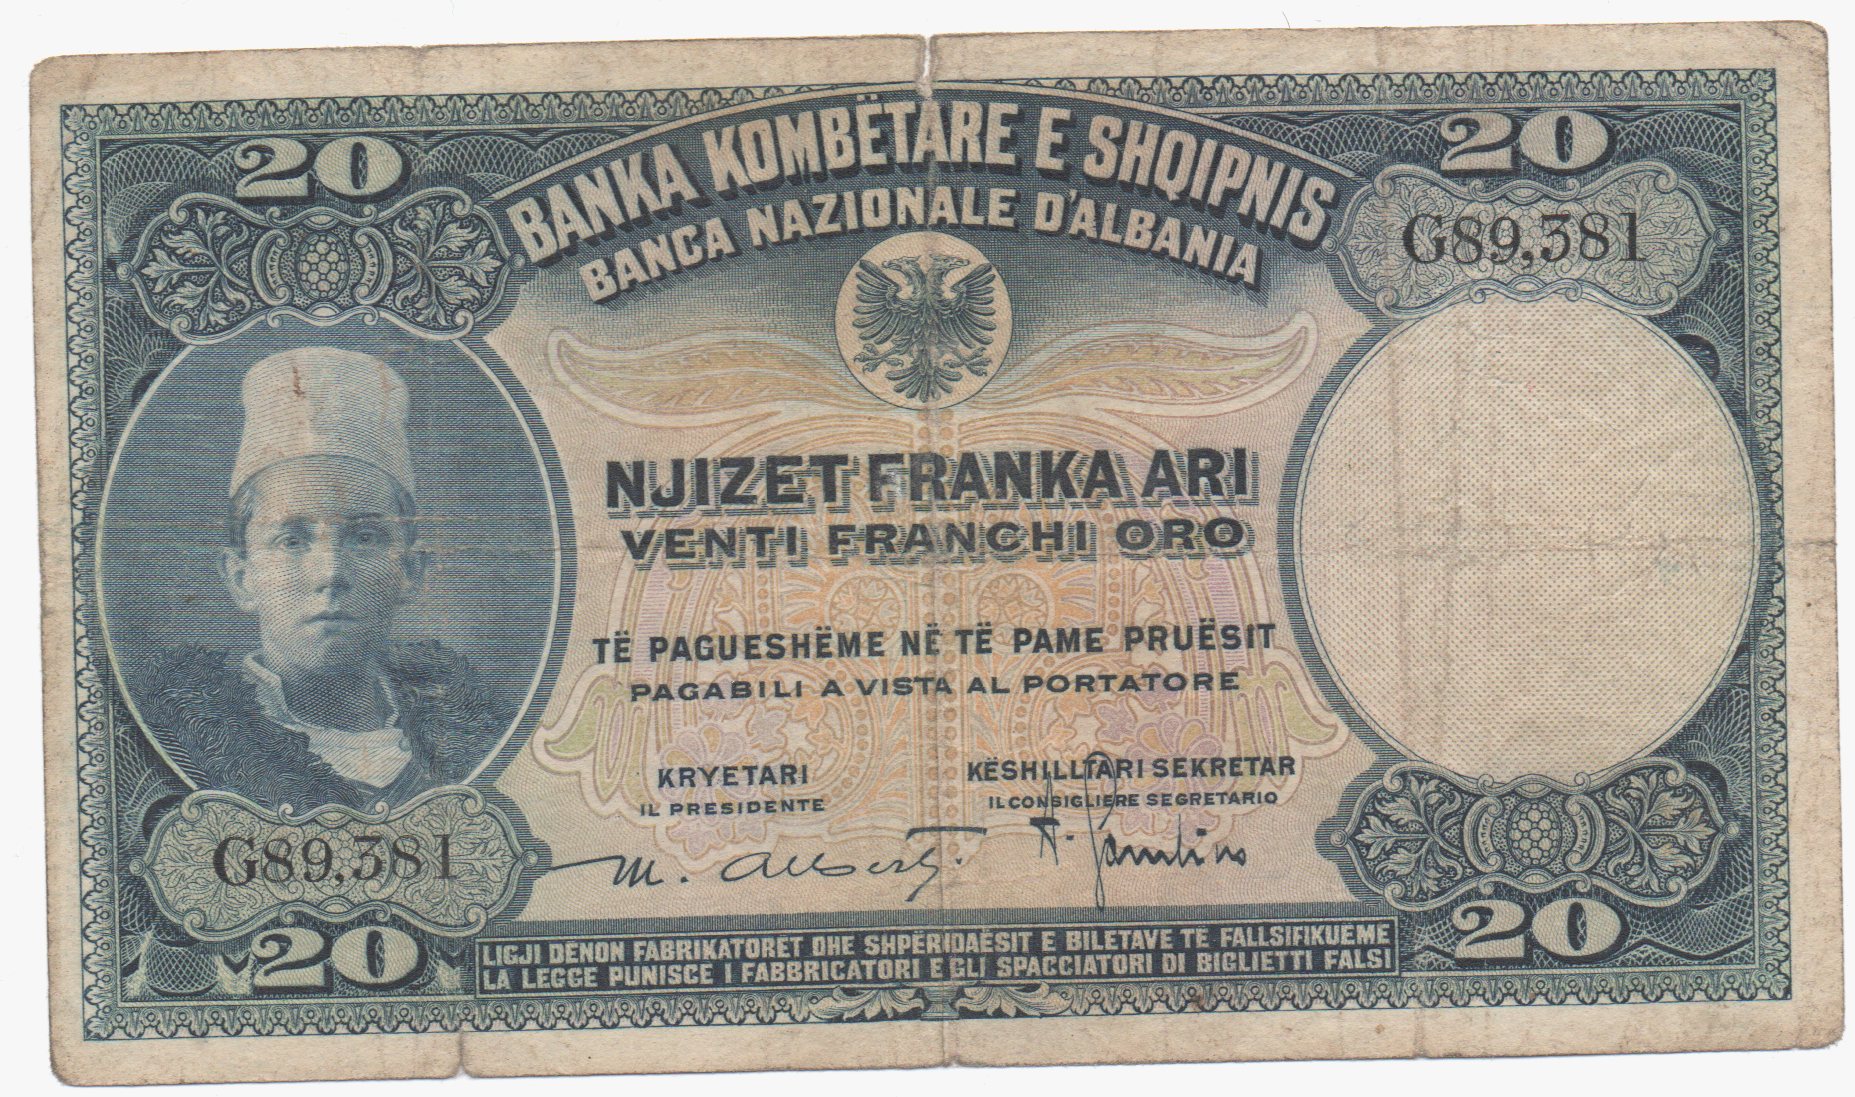 20
20
BANKA KOMBËTARE E SHQIPNIS
BANCA NAZIONALE D'ALBANIA
G89,381
NJIZET FRANKA ARI
VENTI FRANCHI ORO
TË PAGUESHËME NË TË PAME PRUËSIT
PAGABILI A VISTA AL PORTATORE
KRYETARI
IL PRESIDENTE
KËSHILLTARI SEKRETAR
IL CONSIGLIERE SEGRETARIO
M. Alberti.
G89,381
20
20
LIGJI DËNON FABRIKATORËT DHE SHPËRIDAËSIT E BILETAVE TË FALLSIFIKUEME
LA LEGGE PUNISCE I FABBRICATORI E GLI SPACCIATORI DI BIGLIETTI FALSI